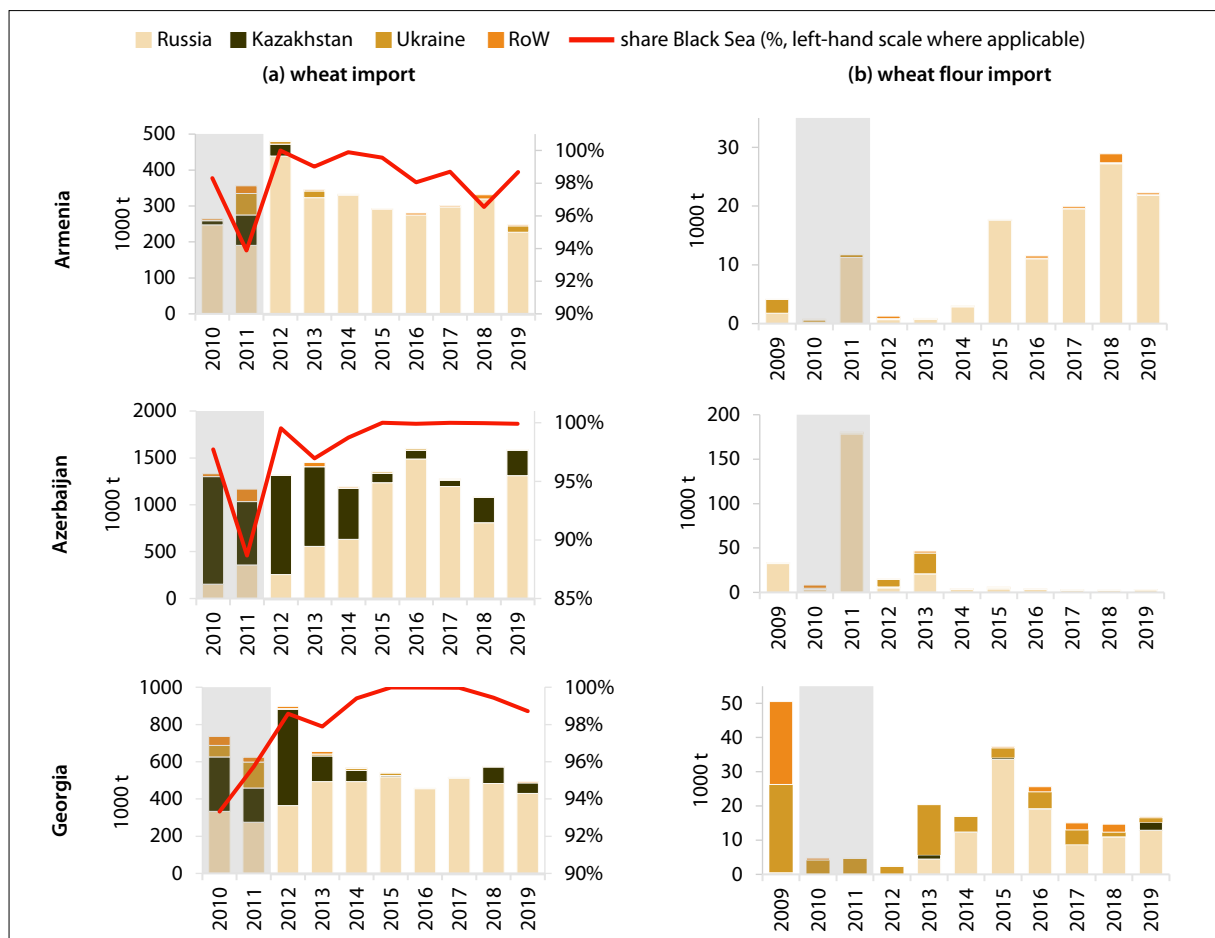 Russia Kazakhstan Ukraine RoW share Black Sea (%, left-hand scale where applicable)
(a) wheat import
(b) wheat flour import
Armenia
1000 t
500
400
300
200
100
0
100%
98%
96%
94%
92%
90%
2010 2011 2012 2013 2014 2015 2016 2017 2018 2019
1000 t
30
20
10
0
2009 2010 2011 2012 2013 2014 2015 2016 2017 2018 2019
Azerbaijan
1000 t
2000
1500
1000
500
0
100%
95%
90%
85%
2010 2011 2012 2013 2014 2015 2016 2017 2018 2019
1000 t
200
150
100
50
0
2009 2010 2011 2012 2013 2014 2015 2016 2017 2018 2019
Georgia
1000 t
1000
800
600
400
200
0
100%
98%
96%
94%
92%
90%
2010 2011 2012 2013 2014 2015 2016 2017 2018 2019
1000 t
50
40
30
20
10
0
2009 2010 2011 2012 2013 2014 2015 2016 2017 2018 2019